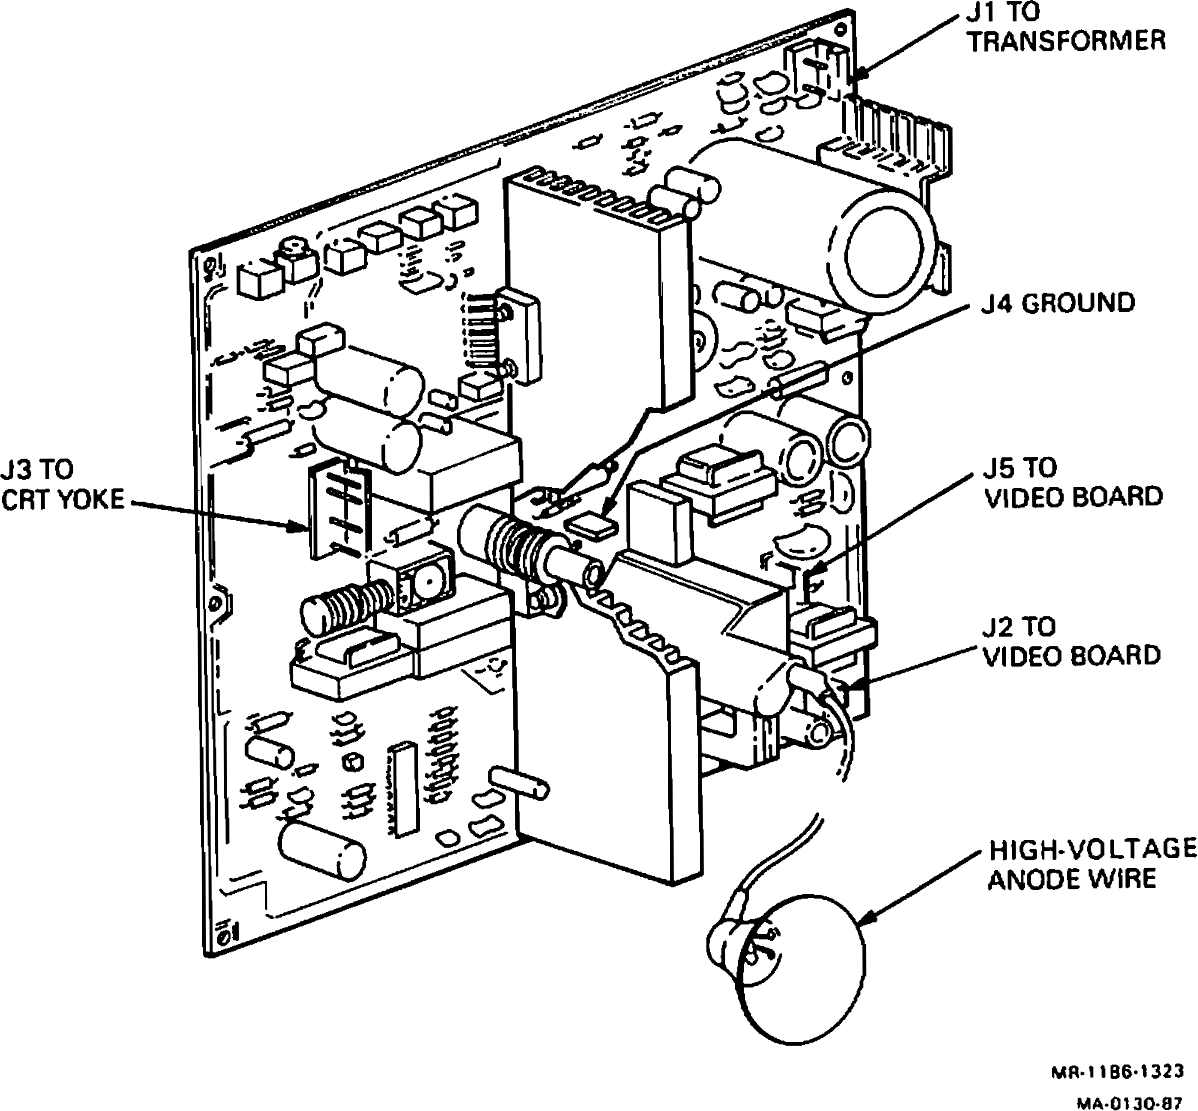 J1 TO
TRANSFORMER
J4 GROUND
J3 TO
CRT YOKE
J5 TO
VIDEO BOARD
J2 TO
VIDEO BOARD
HIGH-VOLTAGE
ANODE WIRE
MR-1186-1323
MA-0130-87